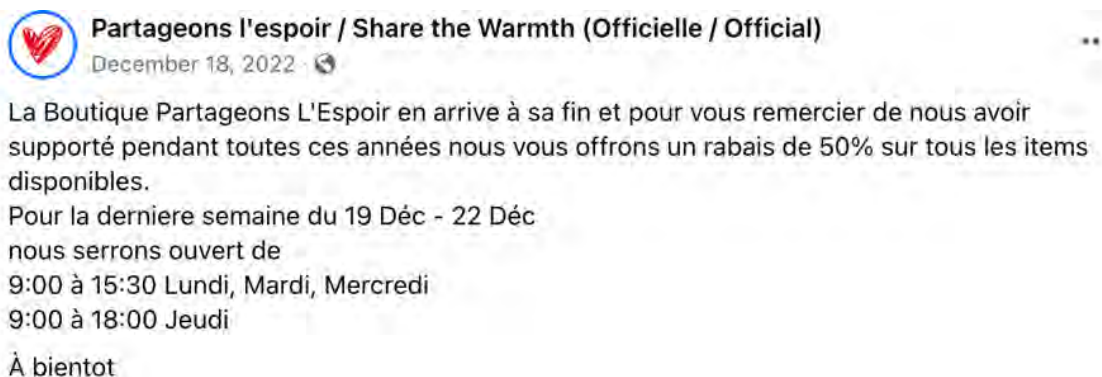 Partageons l'espoir / Share the Warmth (Officielle / Official)
December 18, 2022
La Boutique Partageons L'Espoir en arrive à sa fin et pour vous remercier de nous avoir
supporté pendant toutes ces années nous vous offrons un rabais de 50% sur tous les items
disponibles.
Pour la derniere semaine du 19 Déc - 22 Déc
nous serrons ouvert de
9:00 à 15:30 Lundi, Mardi, Mercredi
9:00 à 18:00 Jeudi
À bientot